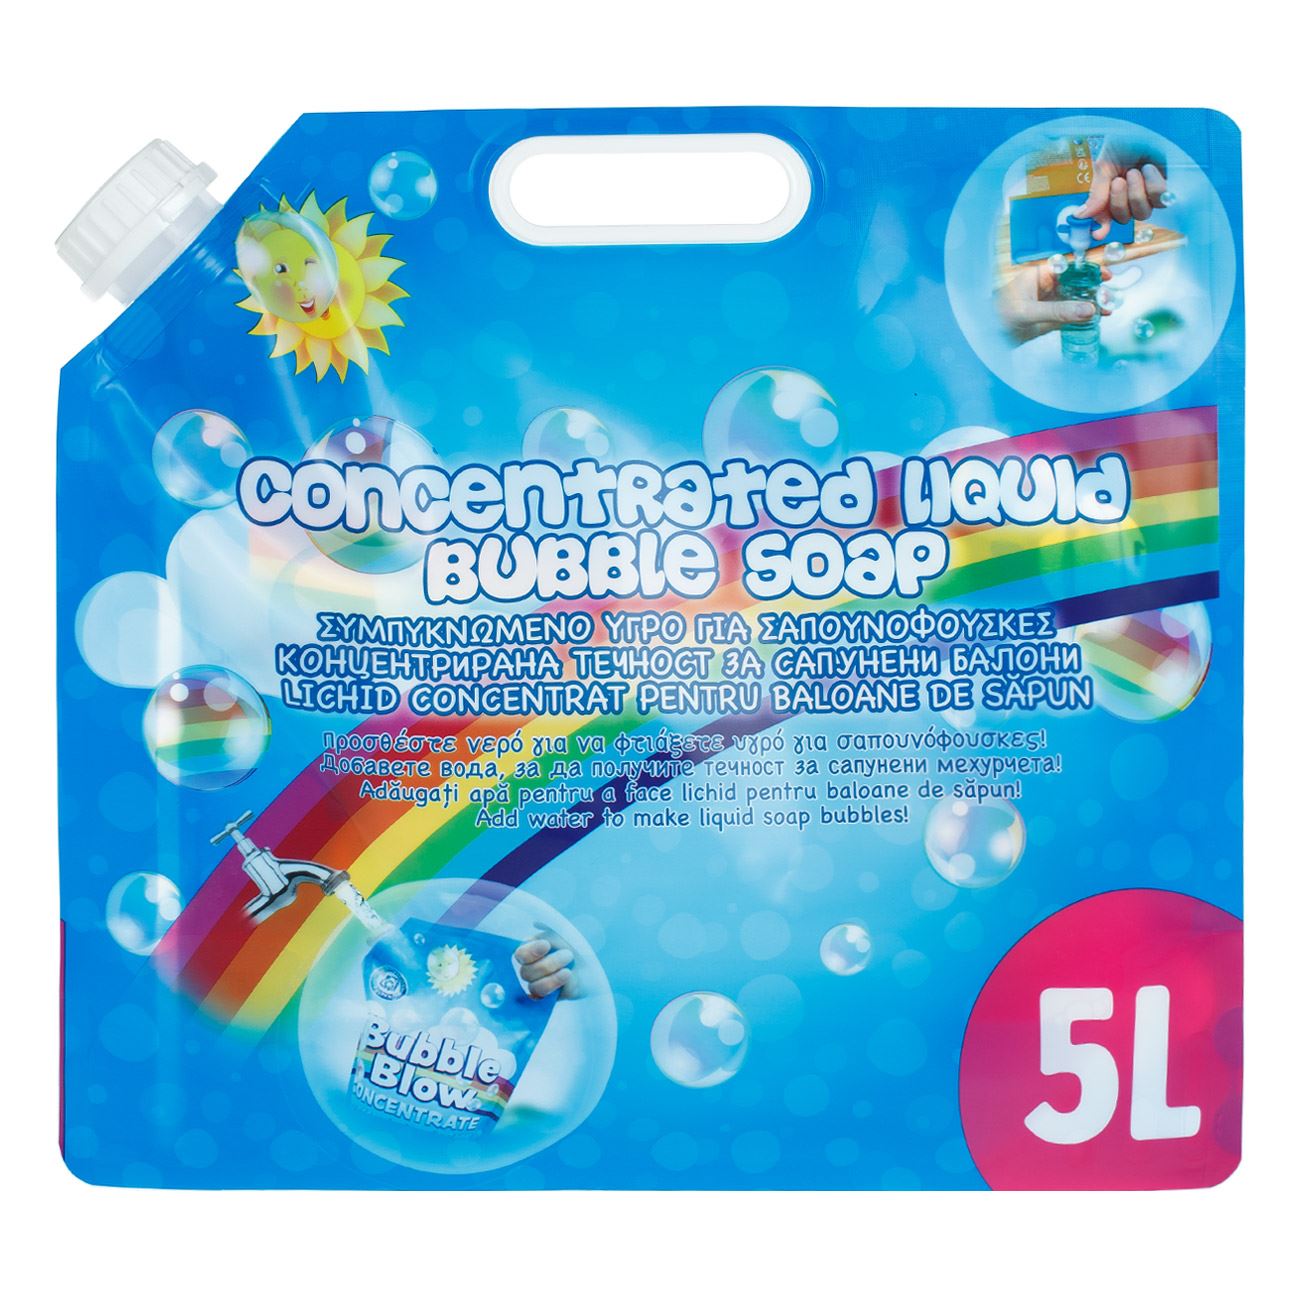 CE
CONCENTRATED LIQUID
BUBBLE SOAP
ΣΥΜΠΥΚΝΩΜΕΝΟ ΥΓΡΟ ΓΙΑ ΣΑΠΟΥΝΟΦΟΥΣΚΕΣ
КОНЦЕНТРИРАНА ТЕЧНОСТ ЗА САПУНЕНИ БАЛОНИ
LICHID CONCENTRAT PENTRU BALOANE DE SĂPUN
Προσθέστε νερό για να φτιάξετε υγρό για σαπουνόφουσκες!
Добавете вода, за да получите течност за сапунени мехурчета!
Adăugați apă pentru a face lichid pentru baloane de săpun!
Add water to make liquid soap bubbles!
Bubble
Blow
CONCENTRATE
5L